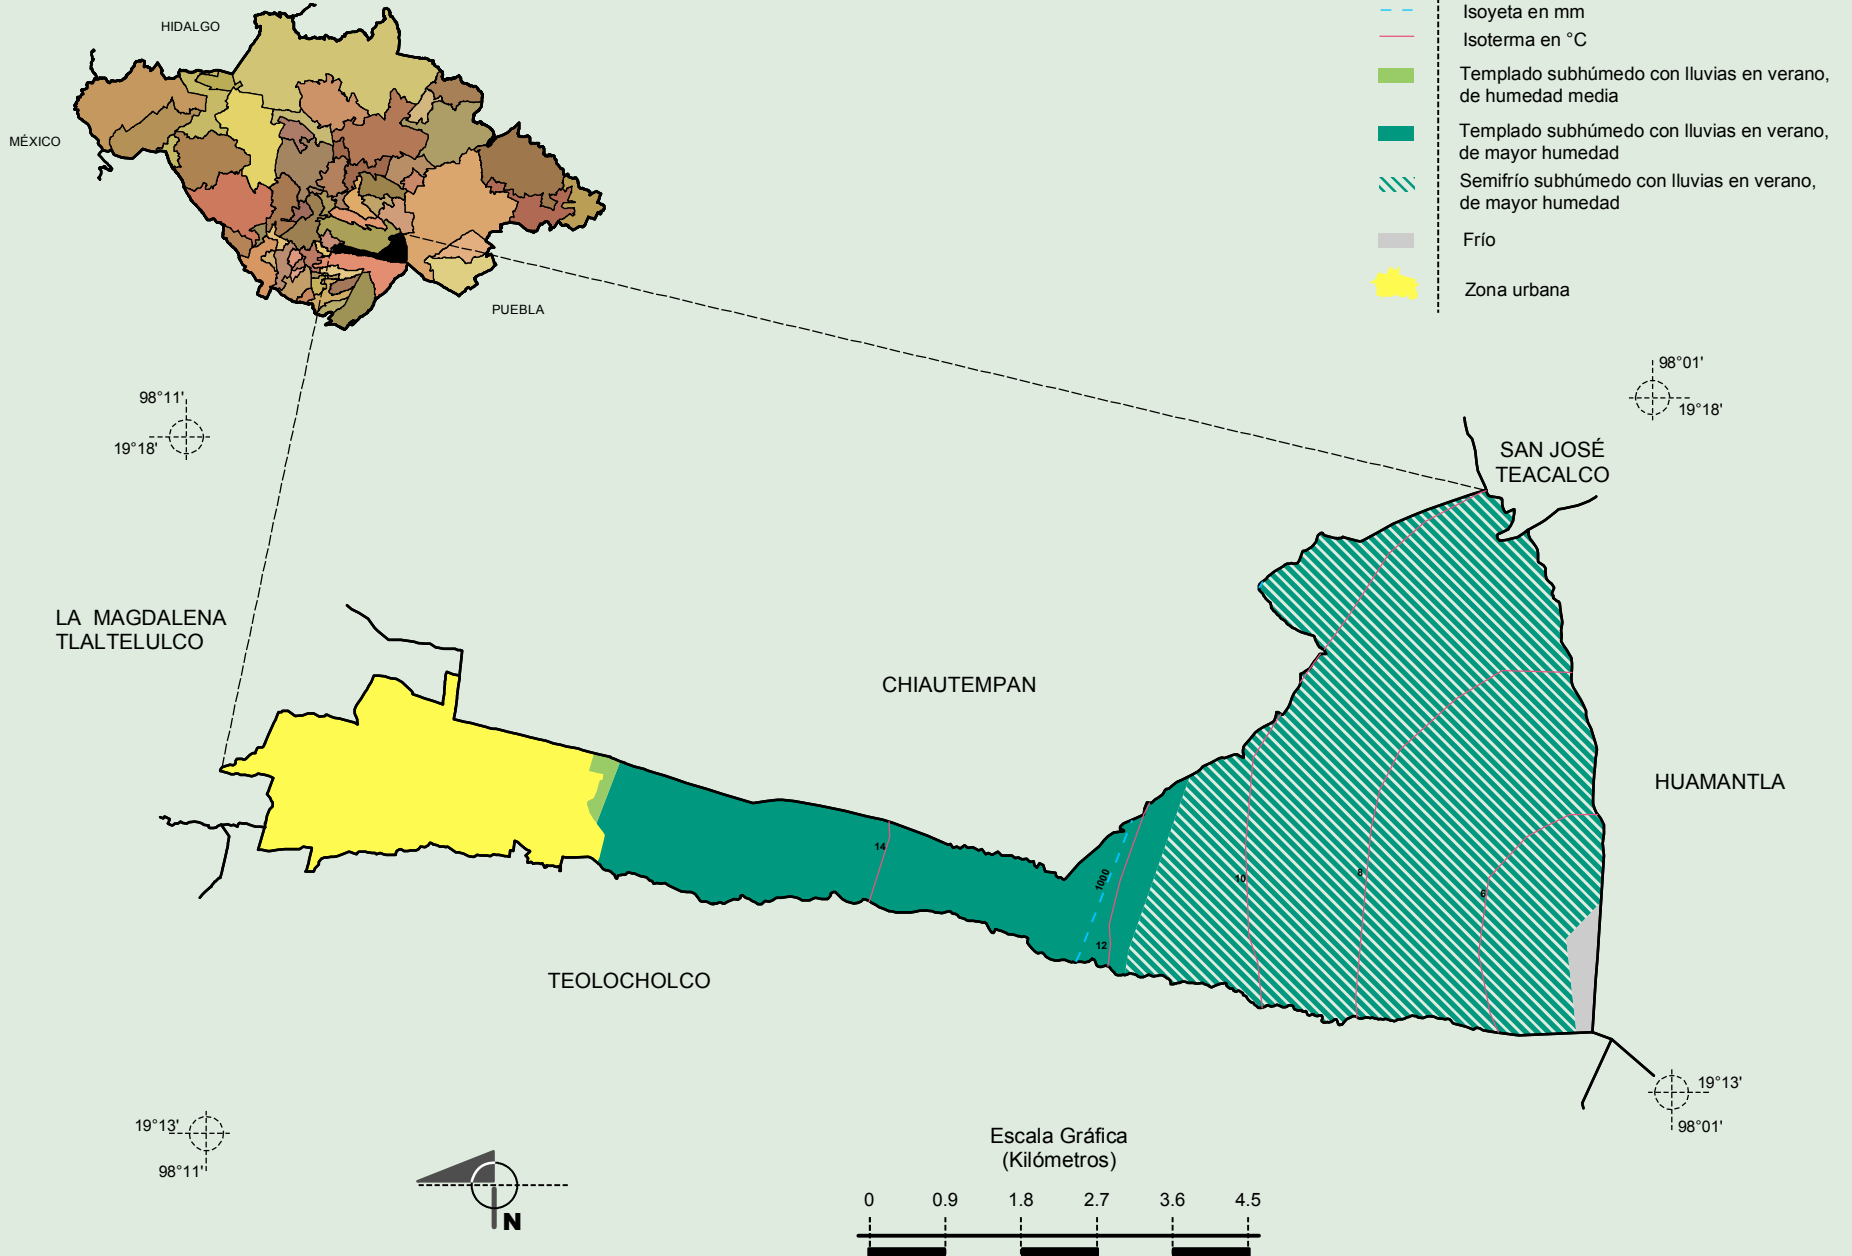 HIDALGO
MÉXICO
PUEBLA
Isoyeta en mm
Isoterma en °C
Templado subhúmedo con lluvias en verano,
de humedad media
Templado subhúmedo con lluvias en verano,
de mayor humedad
Semifrío subhúmedo con lluvias en verano,
de mayor humedad
Frío
Zona urbana
98°11'
19°18'
98°01'
19°18'
SAN JOSÉ
TEACALCO
LA MAGDALENA
TLALTELULCO
CHIAUTEMPAN
HUAMANTLA
14
1000
12
10
8
6
TEOLOCHOLCO
19°13'
98°11'
19°13'
98°01'
N
Escala Gráfica
(Kilómetros)
0 0.9 1.8 2.7 3.6 4.5